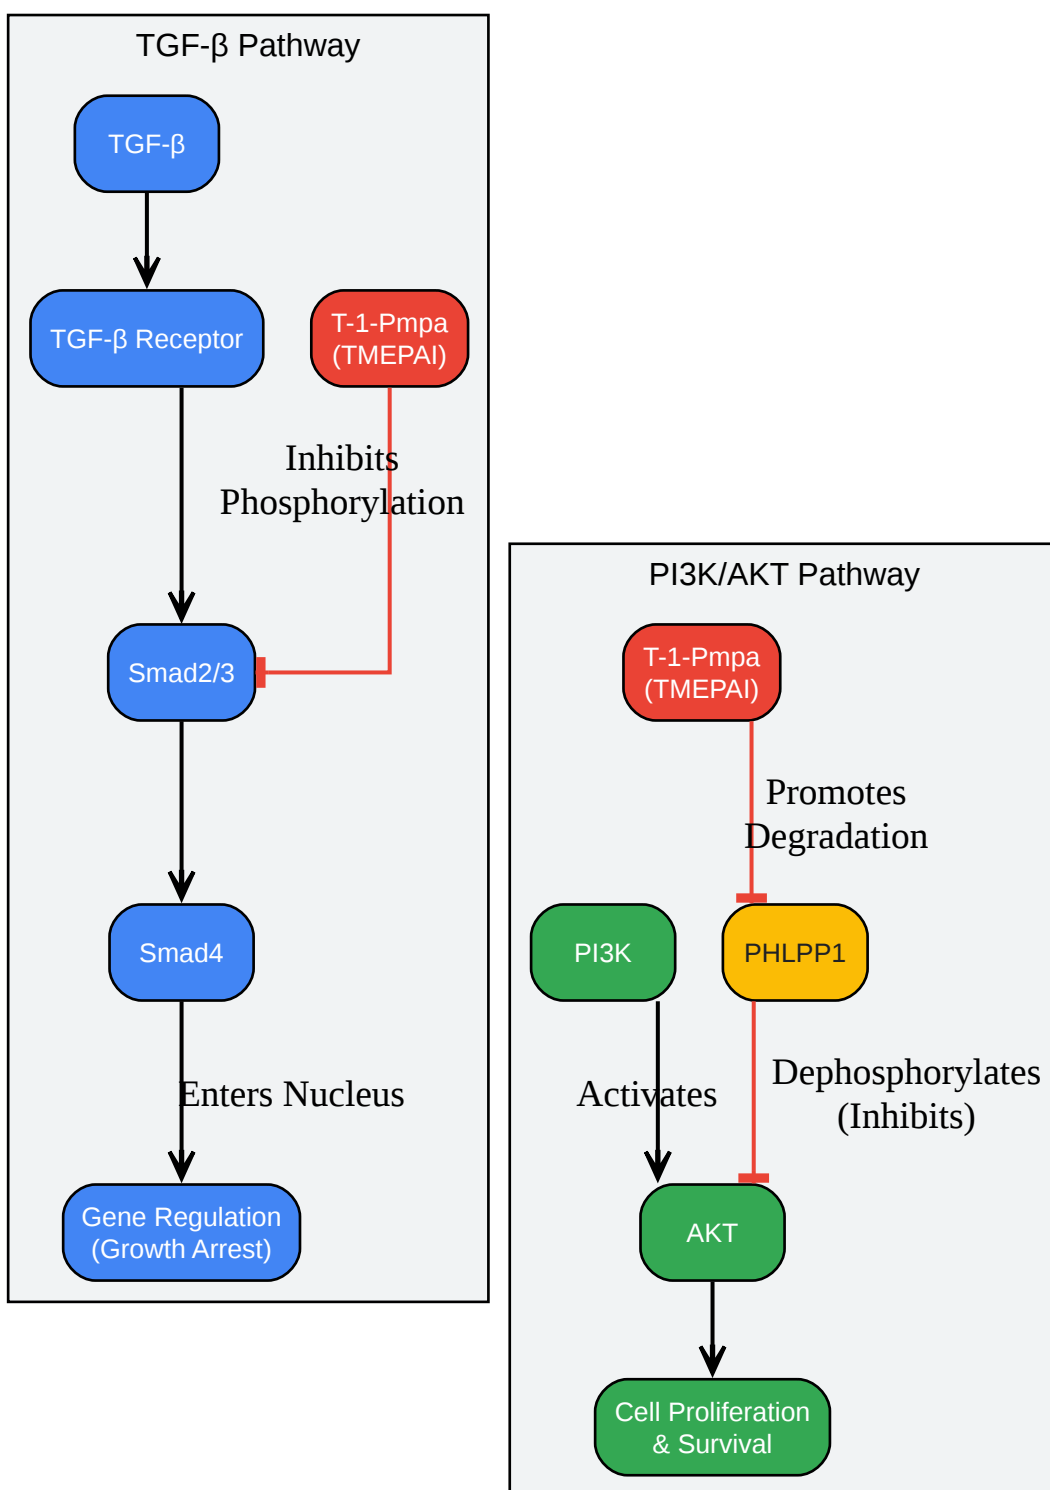 TGF-β Pathway
TGF-β
TGF-β Receptor
T-1-Pmpa
(TMEPAI)
Inhibits
Phosphorylation
Smad2/3
Smad4
Enters Nucleus
Gene Regulation
(Growth Arrest)
PI3K/AKT Pathway
T-1-Pmpa
(TMEPAI)
Promotes
Degradation
PI3K
PHLPP1
Activates
Dephosphorylates
(Inhibits)
AKT
Cell Proliferation
& Survival